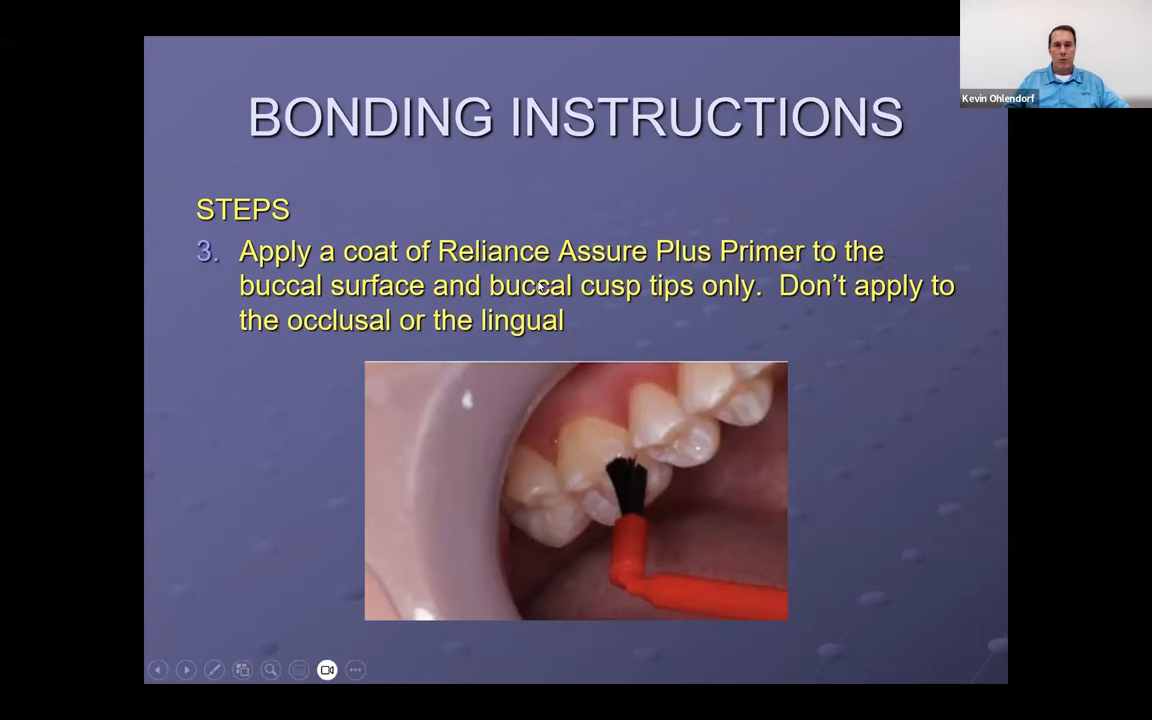 Kevin Ohlendorf
BONDING INSTRUCTIONS
STEPS
3. Apply a coat of Reliance Assure Plus Primer to the
buccal surface and buccal cusp tips only.  Don’t apply to
the occlusal or the lingual